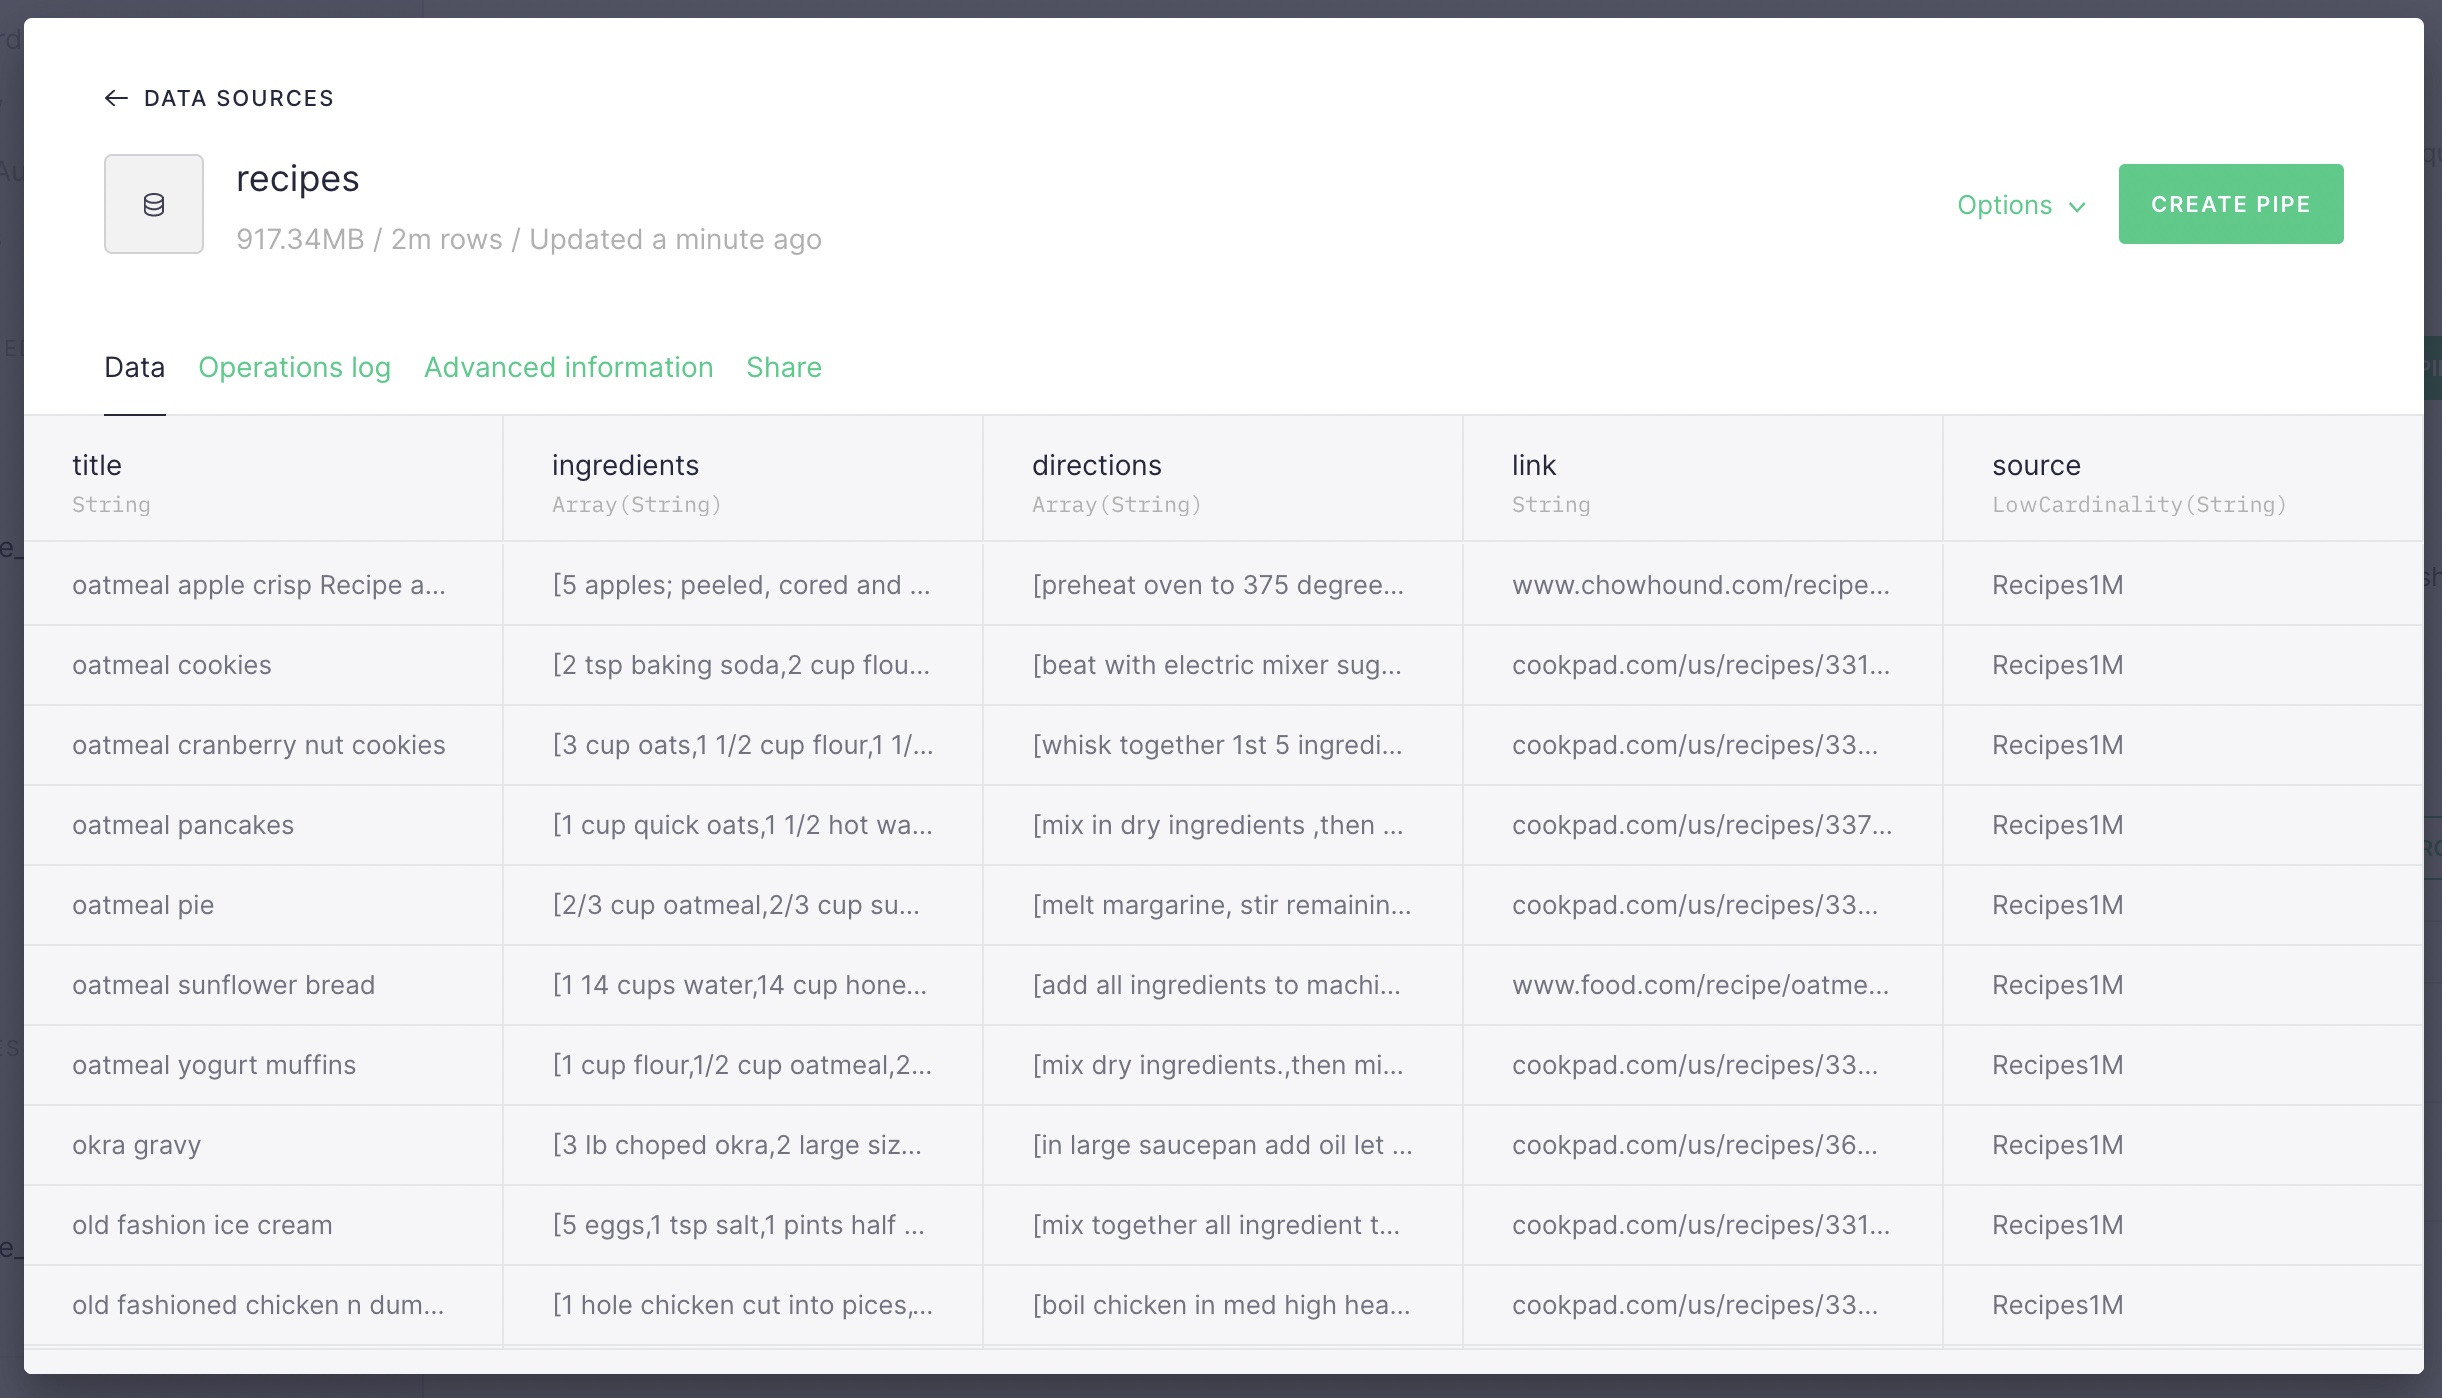 ← DATA SOURCES
recipes
917.34MB / 2m rows / Updated a minute ago
Options
CREATE PIPE
Data Operations log Advanced information Share
title ingredients directions link source
String Array(String) Array(String) String LowCardinality(String)
oatmeal apple crisp Recipe a... [5 apples; peeled, cored and ... [preheat oven to 375 degree... www.chowhound.com/recipe... Recipes1M
oatmeal cookies [2 tsp baking soda,2 cup flou... [beat with electric mixer sug... cookpad.com/us/recipes/331... Recipes1M
oatmeal cranberry nut cookies [3 cup oats,1 1/2 cup flour,1 1/... [whisk together 1st 5 ingredi... cookpad.com/us/recipes/33... Recipes1M
oatmeal pancakes [1 cup quick oats,1 1/2 hot wa... [mix in dry ingredients ,then ... cookpad.com/us/recipes/337... Recipes1M
oatmeal pie [2/3 cup oatmeal,2/3 cup su... [melt margarine, stir remainin... cookpad.com/us/recipes/33... Recipes1M
oatmeal sunflower bread [1 14 cups water,14 cup hone... [add all ingredients to machi... www.food.com/recipe/oatme... Recipes1M
oatmeal yogurt muffins [1 cup flour,1/2 cup oatmeal,2... [mix dry ingredients.,then mi... cookpad.com/us/recipes/33... Recipes1M
okra gravy [3 lb choped okra,2 large siz... [in large saucepan add oil let ... cookpad.com/us/recipes/36... Recipes1M
old fashion ice cream [5 eggs,1 tsp salt,1 pints half ... [mix together all ingredient t... cookpad.com/us/recipes/331... Recipes1M
old fashioned chicken n dum... [1 hole chicken cut into pices,... [boil chicken in med high hea... cookpad.com/us/recipes/33... Recipes1M